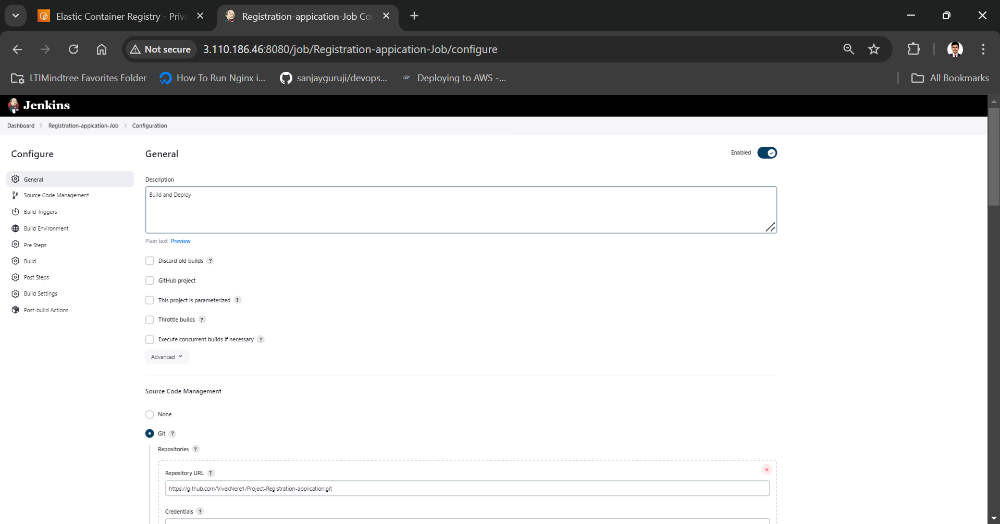 Elastic Container Registry - Priva
Registration-appication-Job Co
Not secure
3.110.186.46:8080/job/Registration-appication-Job/configure
LTIMindtree Favorites Folder
How To Run Nginx i...
sanjayguruji/devops...
Deploying to AWS -...
All Bookmarks
Jenkins
Dashboard
Registration-appication-Job
Configuration
Configure
General
Source Code Management
Build Triggers
Build Environment
Pre Steps
Build
Post Steps
Build Settings
Post-build Actions
General
Enabled
Description
Build and Deploy
Plain text Preview
Discard old builds ?
GitHub project
This project is parameterized ?
Throttle builds ?
Execute concurrent builds if necessary ?
Advanced
Source Code Management
None
Git ?
Repositories ?
Repository URL ?
https://github.com/VivekNere1/Project-Registration-application.git
Credentials ?